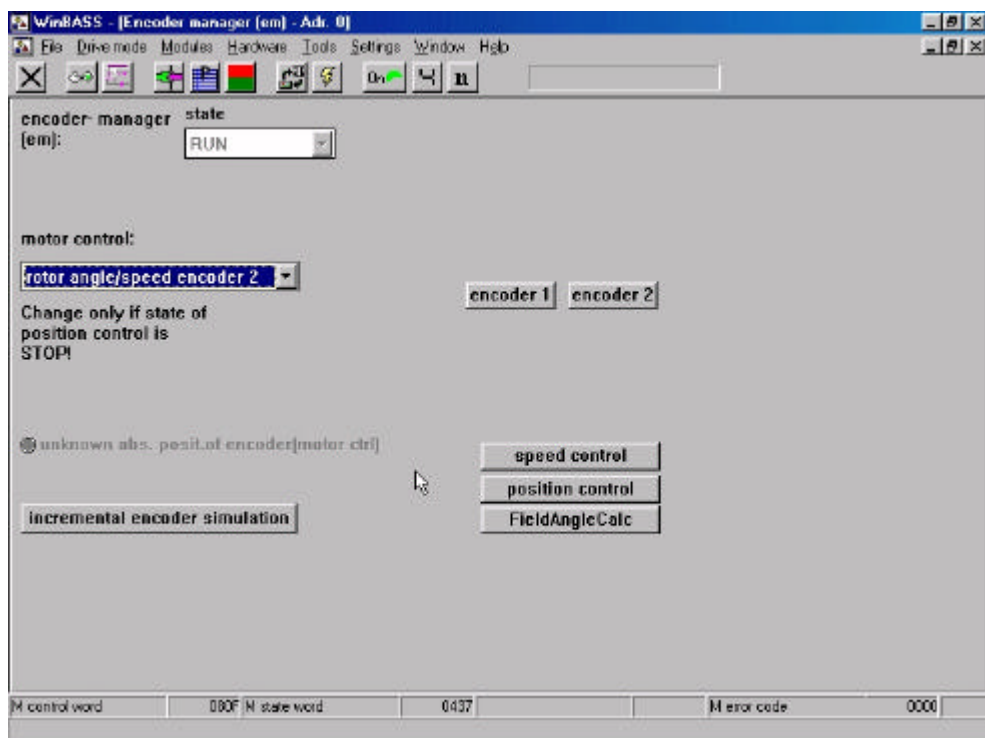 WinBASS - [Encoder manager (em) - Adr. 0]
File Drive mode Modules Hardware Tools Settings Window Help
On n
encoder- manager (em):
state
RUN
motor control:
rotor angle/speed encoder 2
Change only if state of
position control is
STOP!
encoder 1 encoder 2
unknown abs. posit.of encoder(motor ctrl)
speed control
position control
incremental encoder simulation
FieldAngleCalc
M control word 080F M state word 0437 M error code 0000